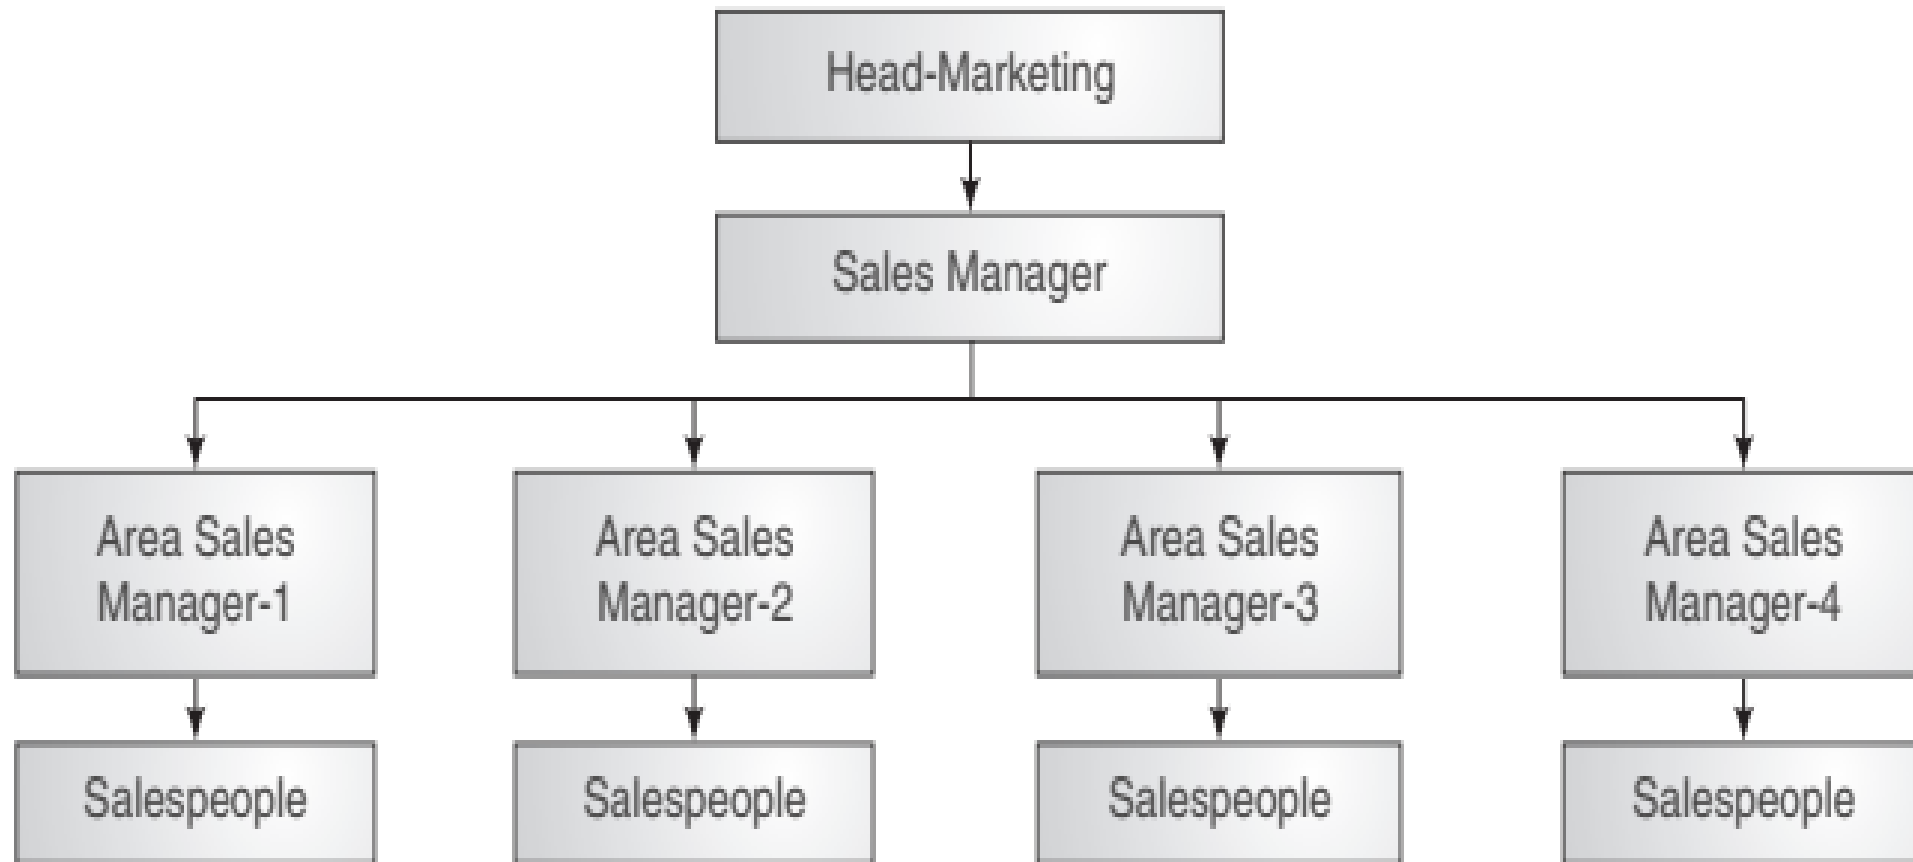 Head-Marketing
Sales Manager
Area Sales
Manager-1
Area Sales
Manager-2
Area Sales
Manager-3
Area Sales
Manager-4
Salespeople
Salespeople
Salespeople
Salespeople